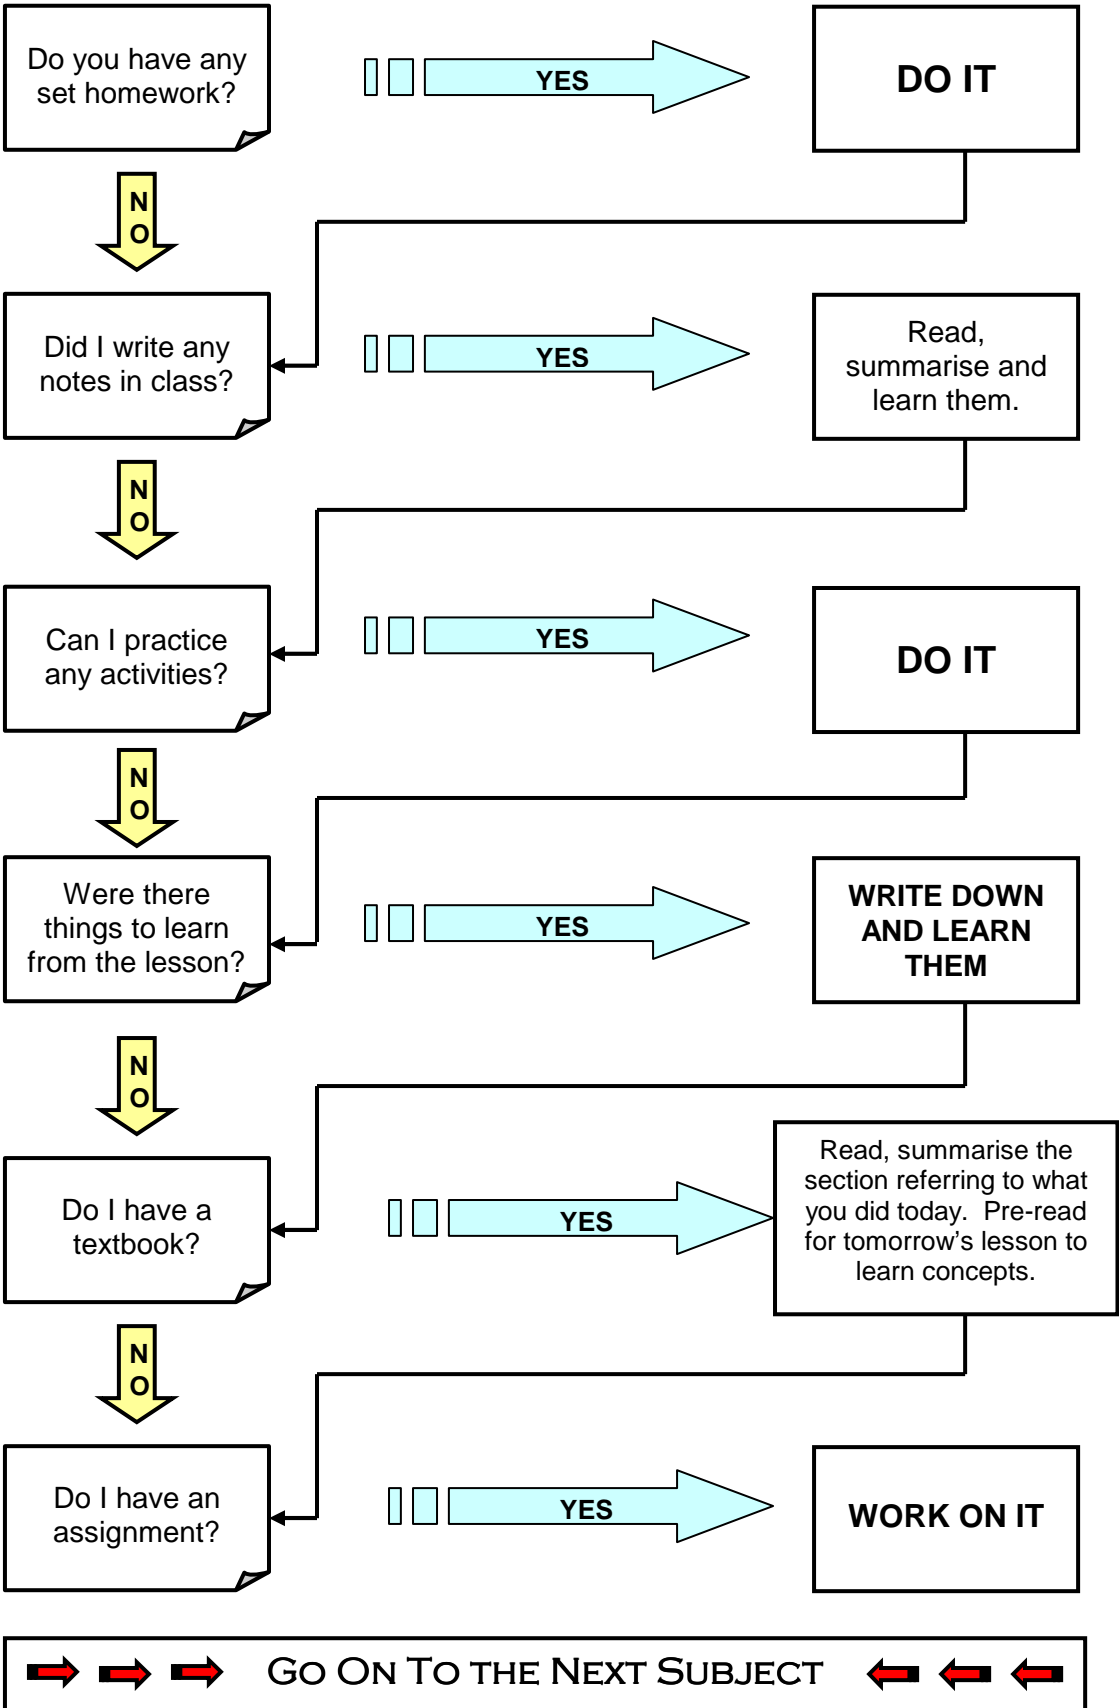 Do you have any
set homework?
YES
DO IT
N
O
Did I write any
notes in class?
YES
Read,
summarise and
learn them.
N
O
Can I practice
any activities?
YES
DO IT
N
O
Were there
things to learn
from the lesson?
YES
WRITE DOWN
AND LEARN
THEM
N
O
Do I have a
textbook?
YES
Read, summarise the
section referring to what
you did today.  Pre-read
for tomorrow's lesson to
learn concepts.
N
O
Do I have an
assignment?
YES
WORK ON IT
GO ON TO THE NEXT SUBJECT